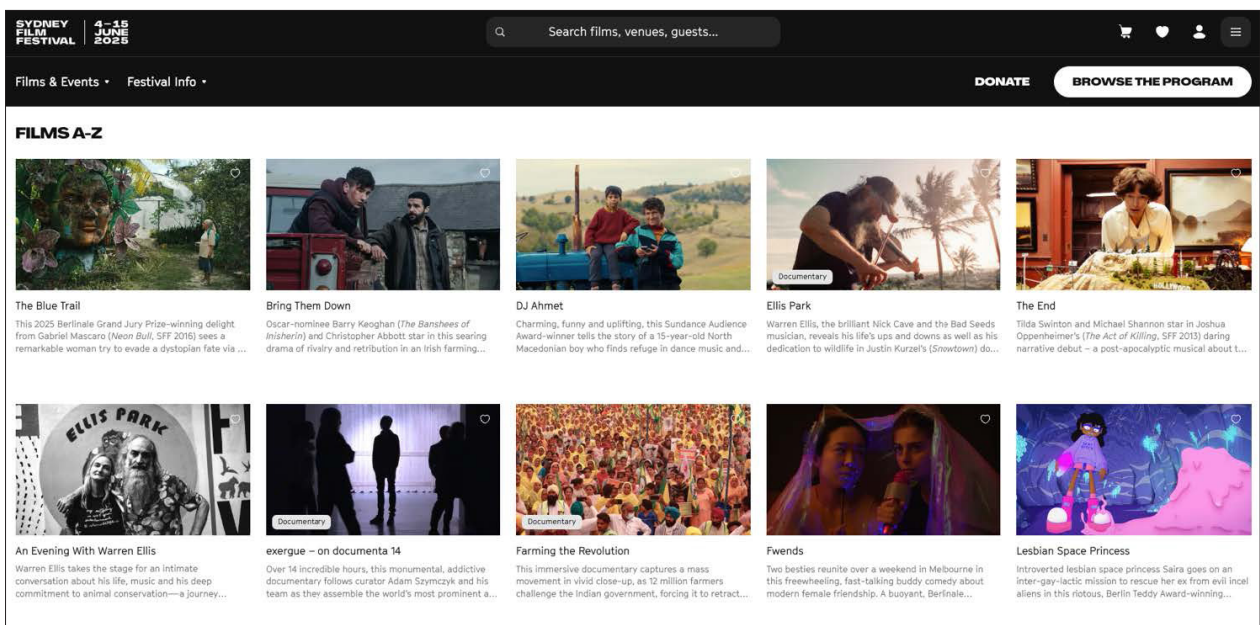 SYDNEY
FILM
FESTIVAL
4–15
JUNE
2025
Search films, venues, guests...
Films & Events
Festival Info
DONATE
BROWSE THE PROGRAM
FILMS A-Z
Documentary
HOLLYWOOD
The Blue Trail
This 2025 Berlinale Grand Jury Prize-winning delight
from Gabriel Mascaro (Neon Bull, SFF 2016) sees a
remarkable woman try to evade a dystopian fate via ...
Bring Them Down
Oscar-nominee Barry Keoghan (The Banshees of
Inisherin) and Christopher Abbott star in this searing
drama of rivalry and retribution in an Irish farming...
DJ Ahmet
Charming, funny and uplifting, this Sundance Audience
Award-winner tells the story of a 15-year-old North
Macedonian boy who finds refuge in dance music and...
Ellis Park
Warren Ellis, the brilliant Nick Cave and the Bad Seeds
musician, reveals his life's ups and downs as well as his
dedication to wildlife in Justin Kurzel's (Snowtown) do...
The End
Tilda Swinton and Michael Shannon star in Joshua
Oppenheimer's (The Act of Killing, SFF 2013) daring
narrative debut – a post-apocalyptic musical about t...
ELLIS PARK
Documentary
Documentary
An Evening With Warren Ellis
Warren Ellis takes the stage for an intimate
conversation about his life, music and his deep
commitment to animal conservation—a journey...
exergue – on documenta 14
Over 14 incredible hours, this monumental, addictive
documentary follows curator Adam Szymczyk and his
team as they assemble the world's most prominent a...
Farming the Revolution
This immersive documentary captures a mass
movement in vivid close-up, as 12 million farmers
challenge the Indian government, forcing it to retract...
Fwends
Two besties reunite over a weekend in Melbourne in
this freewheeling, fast-talking buddy comedy about
modern female friendship. A buoyant, Berlinale...
Lesbian Space Princess
Introverted lesbian space princess Saira goes on an
inter-gay-lactic mission to rescue her ex from evil incel
aliens in this riotous, Berlin Teddy Award-winning...